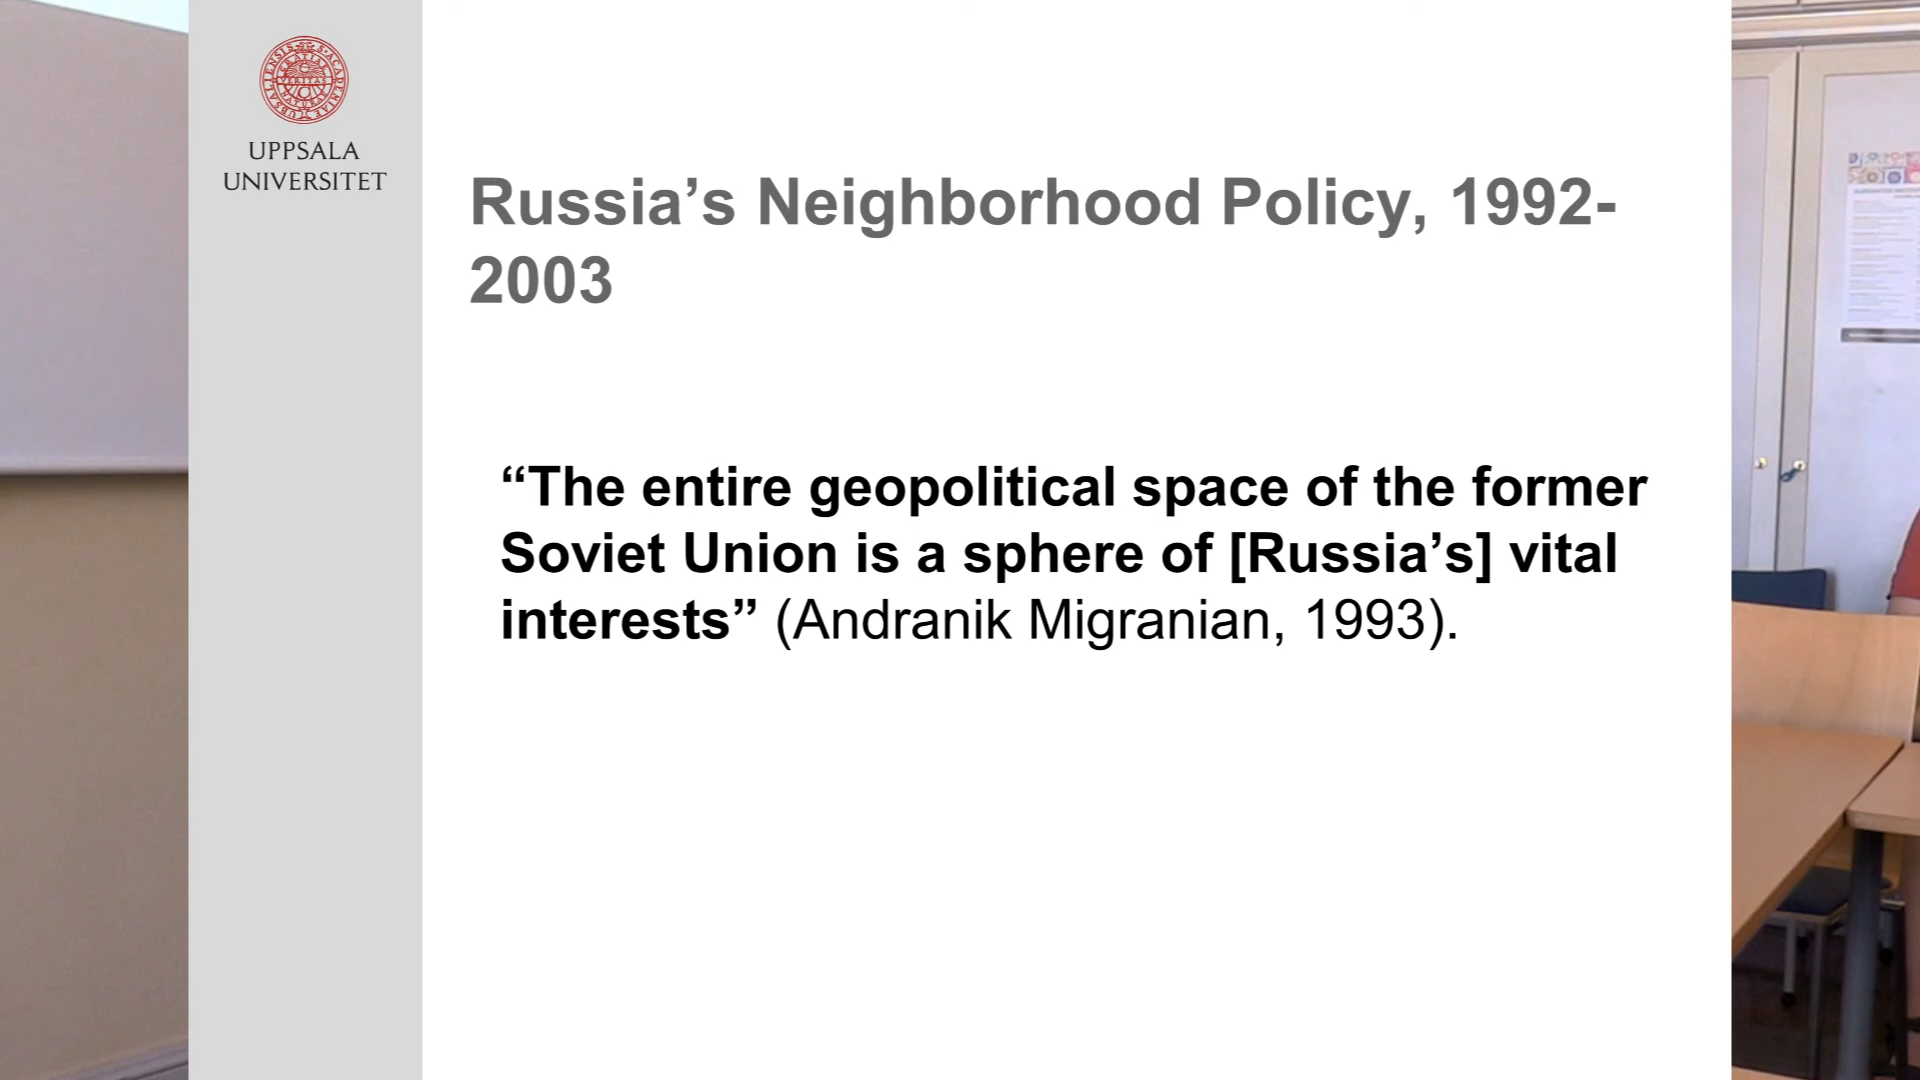 UPPSALA
UNIVERSITET
Russia’s Neighborhood Policy, 1992-
2003
“The entire geopolitical space of the former
Soviet Union is a sphere of [Russia’s] vital
interests” (Andranik Migranian, 1993).